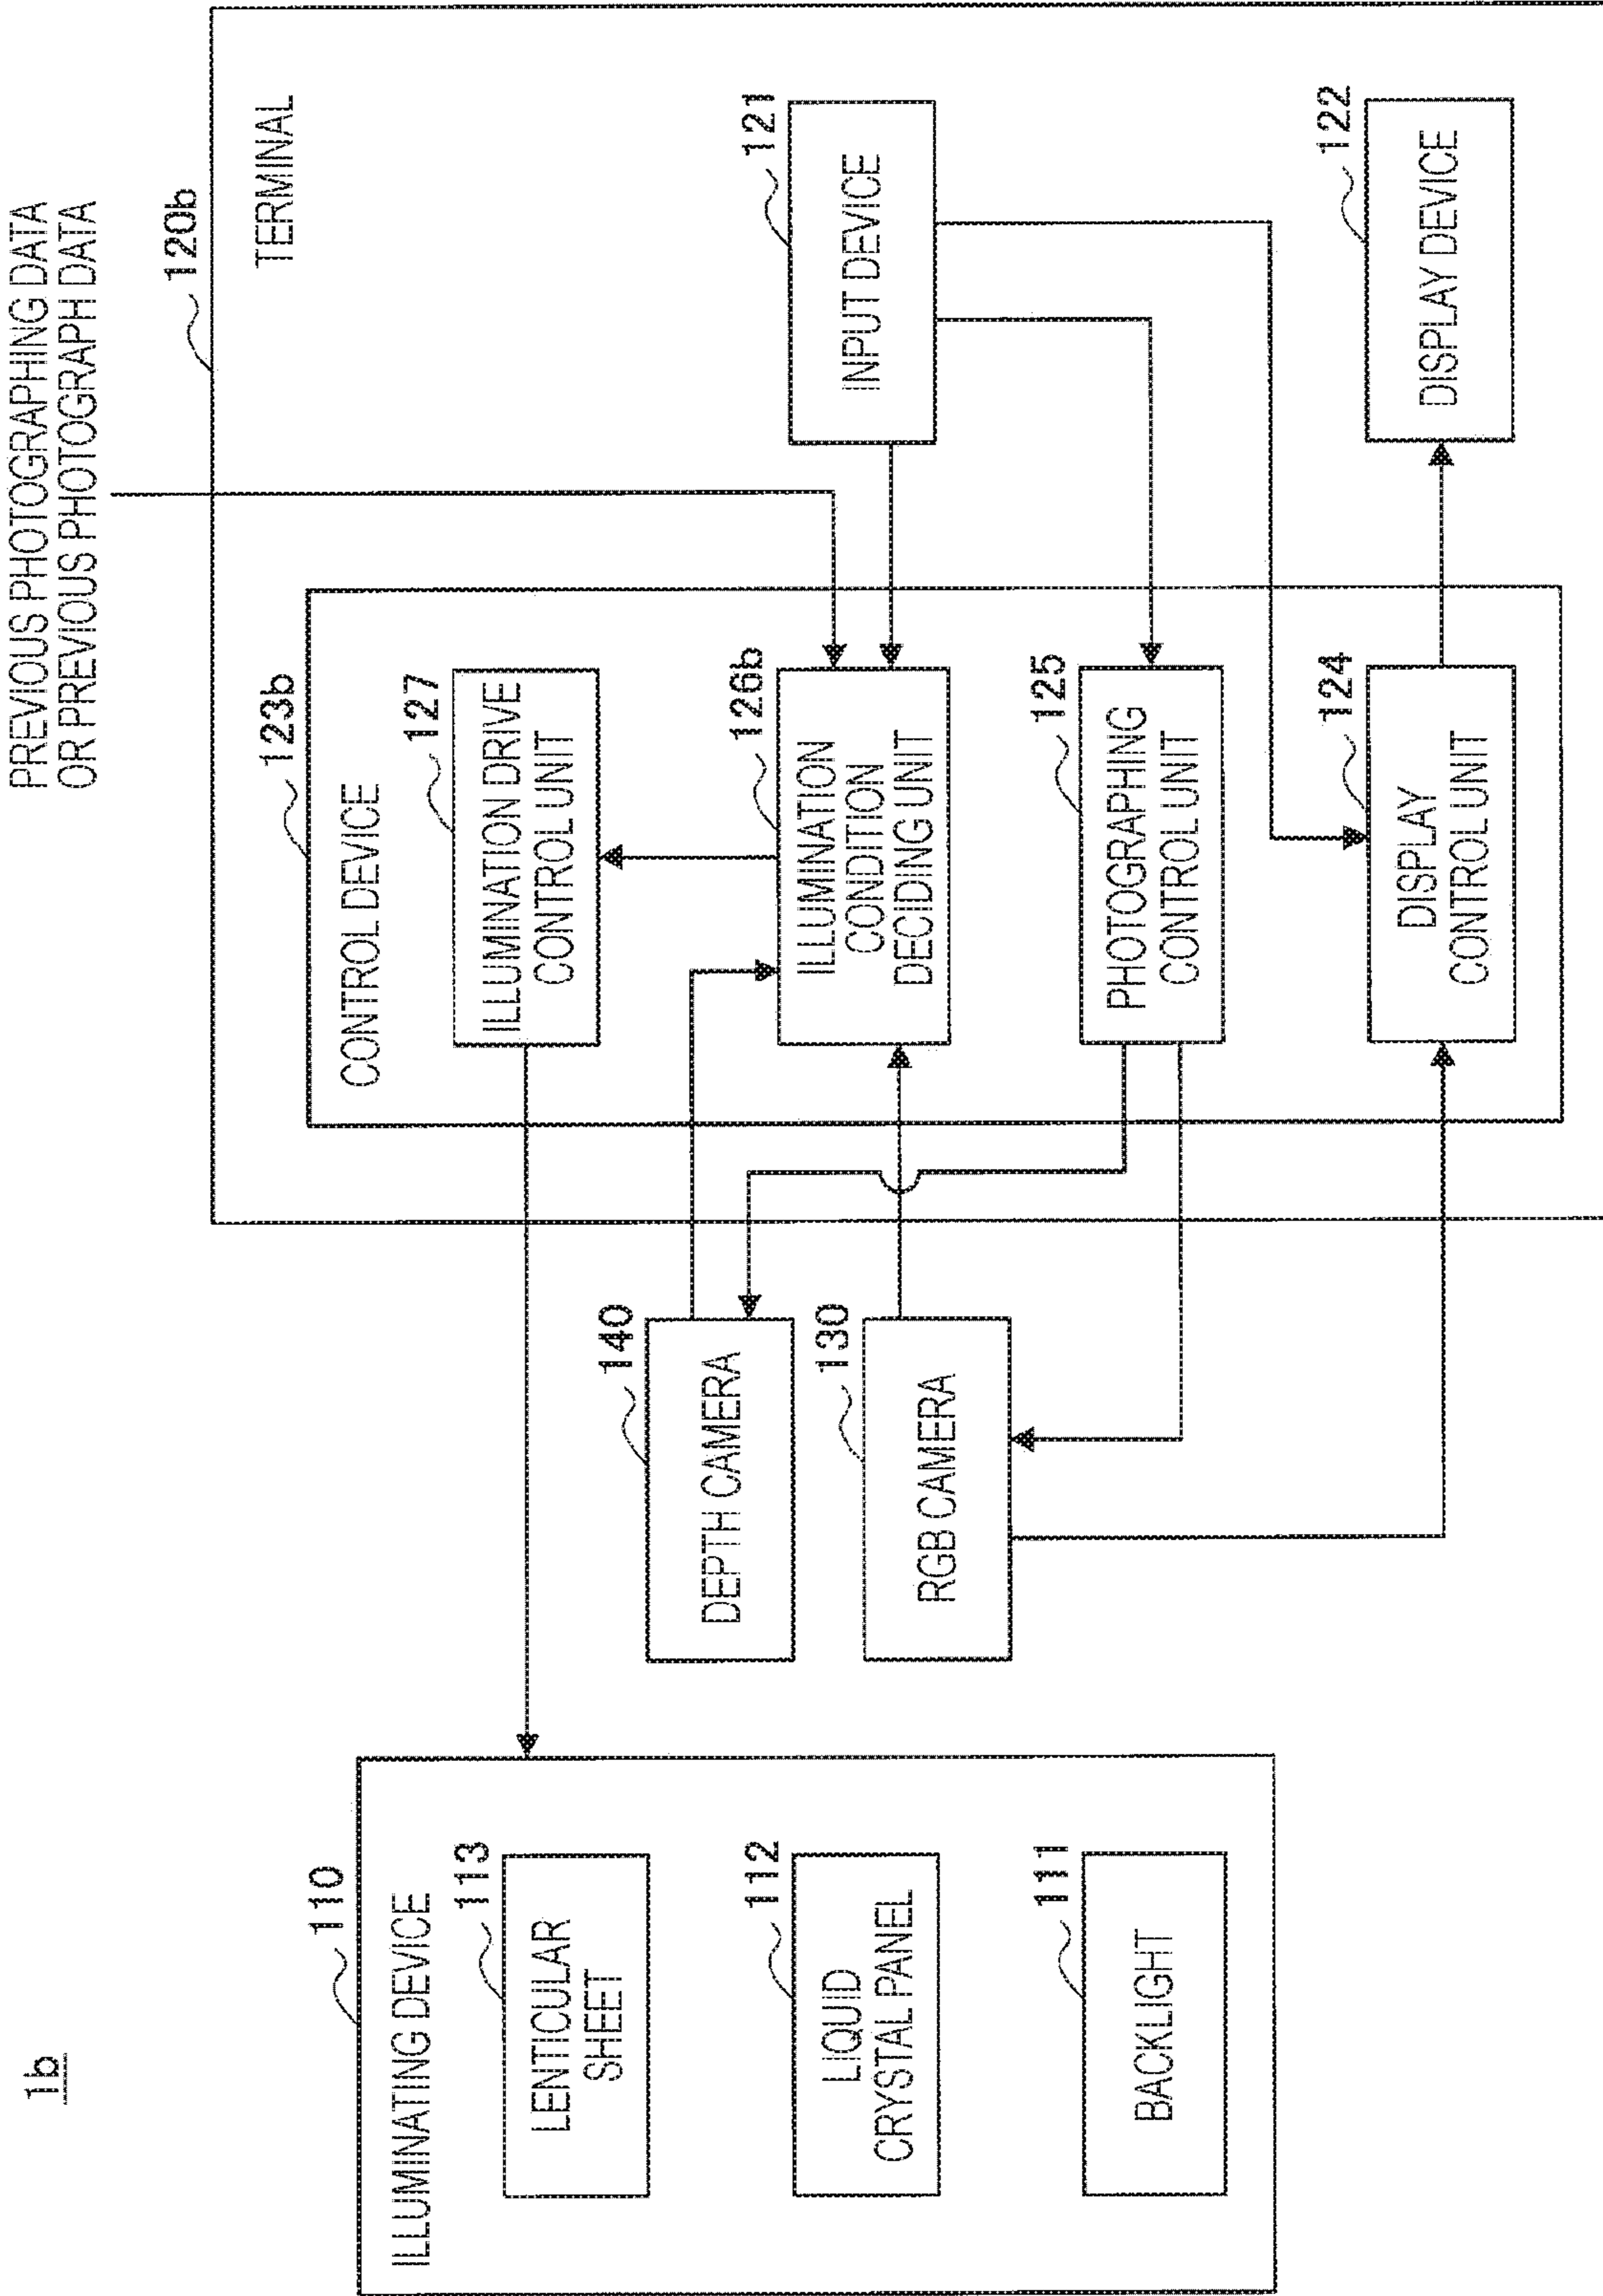 1b
PREVIOUS PHOTOGRAPHING DATA
OR PREVIOUS PHOTOGRAPH DATA
110
ILLUMINATING DEVICE
113
LENTICULAR
SHEET
112
LIQUID
CRYSTAL PANEL
111
BACKLIGHT
140
DEPTH CAMERA
130
RGB CAMERA
120b
TERMINAL
123b
CONTROL DEVICE
127
ILLUMINATION DRIVE
CONTROL UNIT
126b
ILLUMINATION
CONDITION
DECIDING UNIT
125
PHOTOGRAPHING
CONTROL UNIT
124
DISPLAY
CONTROL UNIT
121
INPUT DEVICE
122
DISPLAY DEVICE